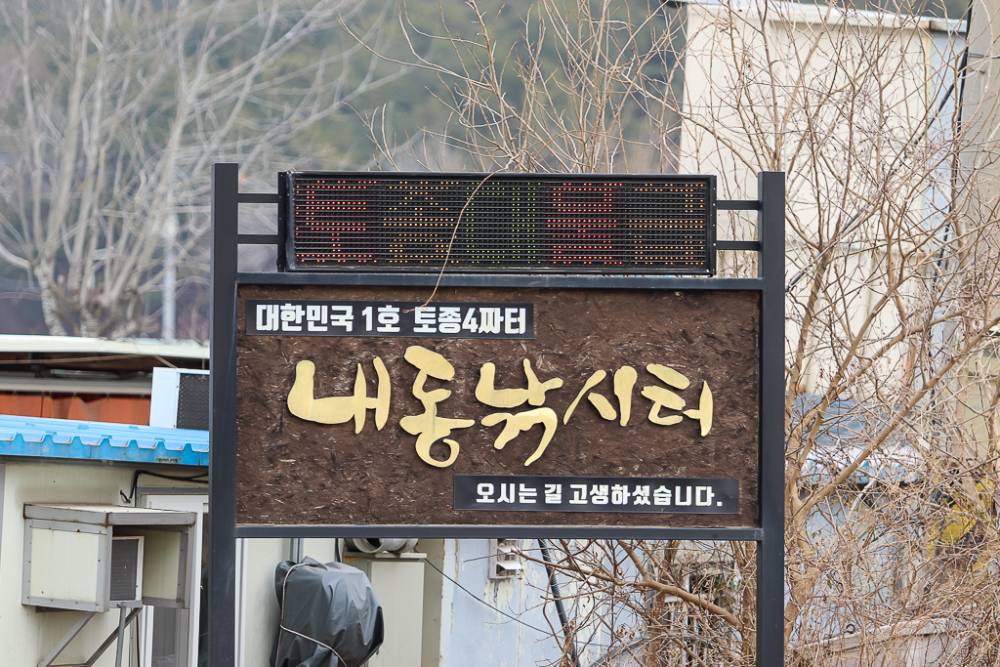 대한민국 1호 토종4짜터
내동낚시터
오시는 길 고생하셨습니다.